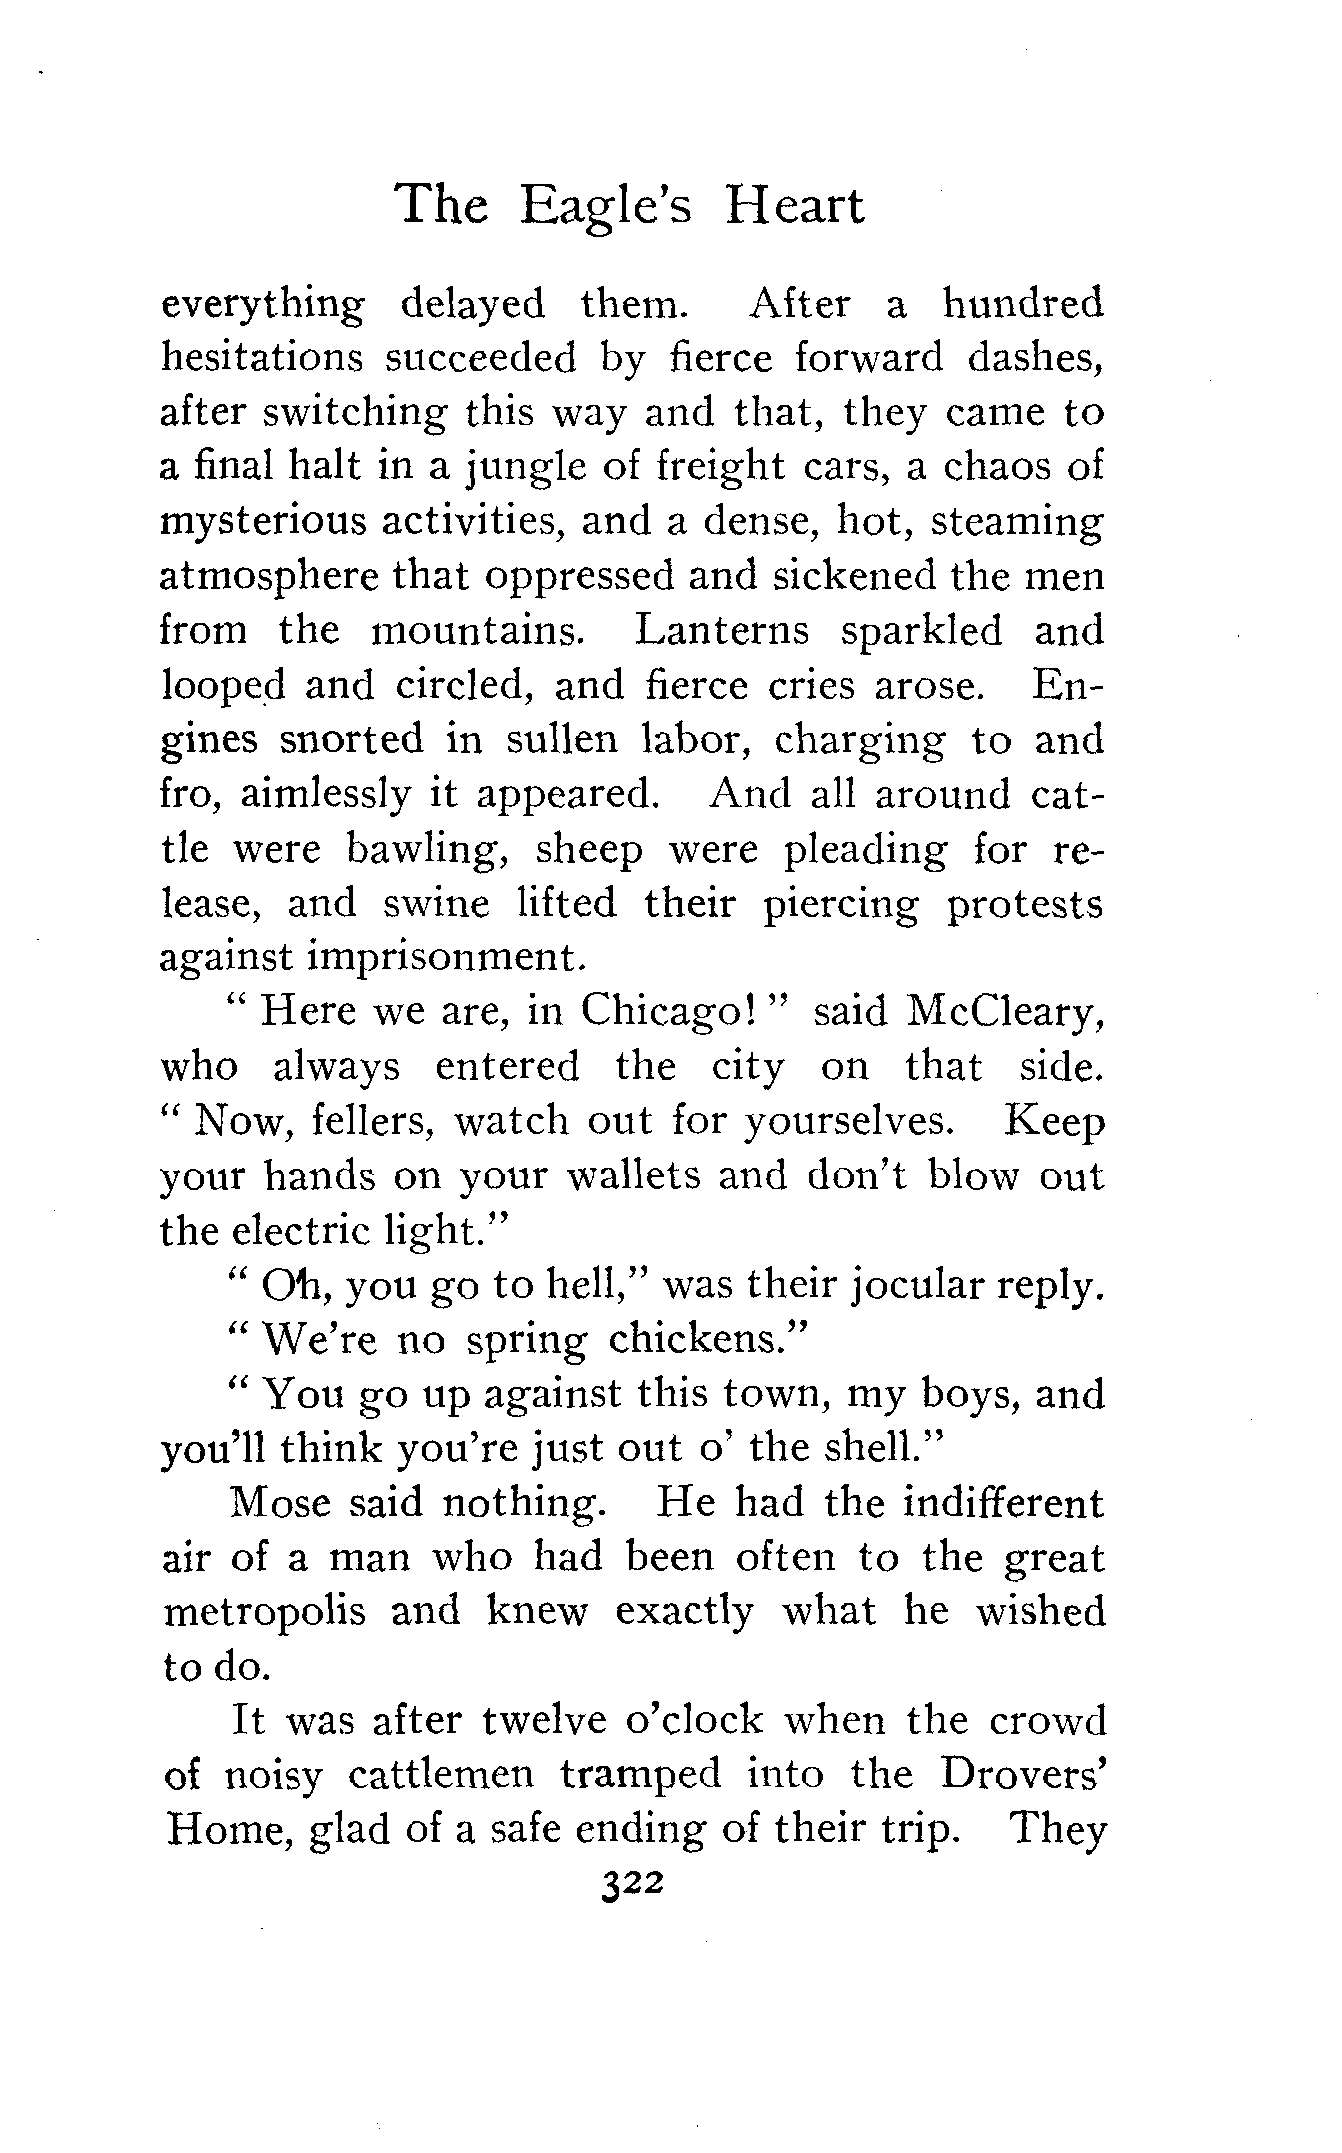 The Eagle's Heart
everything delayed them. After a hundred
hesitations succeeded by fierce forward dashes,
after switching this way and that, they came to
a final halt in a jungle of freight cars, a chaos of
mysterious activities, and a dense, hot, steaming
atmosphere that oppressed and sickened the men
from the mountains. Lanterns sparkled and
looped and circled, and fierce cries arose. En-
gines snorted in sullen labor, charging to and
fro, aimlessly it appeared. And all around cat-
tle were bawling, sheep were pleading for re-
lease, and swine lifted their piercing protests
against imprisonment.
" Here we are, in Chicago! " said McCleary,
who always entered the city on that side.
" Now, fellers, watch out for yourselves. Keep
your hands on your wallets and don't blow out
the electric light."
" Oh, you go to hell," was their jocular reply.
" We're no spring chickens."
" You go up against this town, my boys, and
you'll think you're just out o' the shell."
Mose said nothing. He had the indifferent
air of a man who had been often to the great
metropolis and knew exactly what he wished
to do.
It was after twelve o'clock when the crowd
of noisy cattlemen tramped into the Drovers'
Home, glad of a safe ending of their trip. They
322